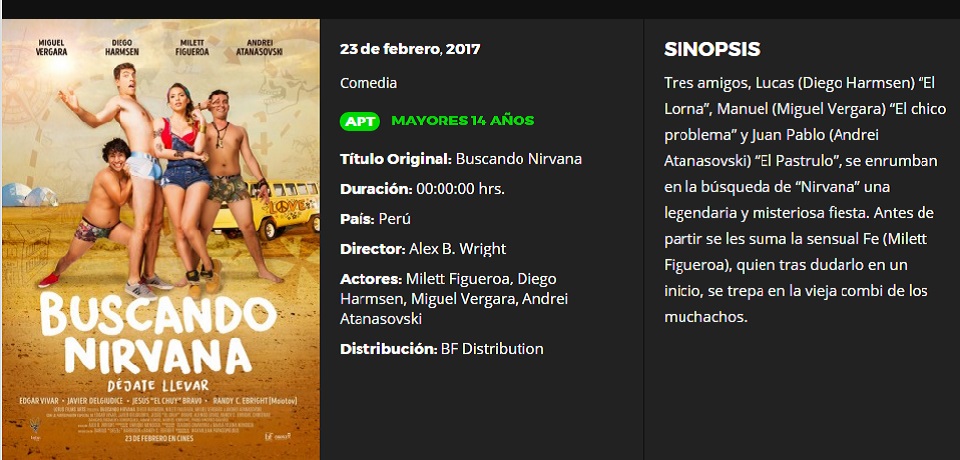 MIGUEL
VERGARA
DIEGO
HARMSEN
MILETT
FIGUEROA
ANDREI
ATANASOVSKI
LOVE
BUSCANDO
NIRVANA
DÉJATE LLEVAR
EDGAR VIVAR • JAVIER DELGIUDICE • JESUS "EL CHUY" BRAVO • RANDY C. EBRIGHT [Mootov]
23 DE FEBRERO EN CINES
23 de febrero, 2017
Comedia
APT MAYORES 14 AÑOS
Título Original: Buscando Nirvana
Duración: 00:00:00 hrs.
País: Perú
Director: Alex B. Wright
Actores: Milett Figueroa, Diego
Harmsen, Miguel Vergara, Andrei
Atanasovski
Distribución: BF Distribution
SINOPSIS
Tres amigos, Lucas (Diego Harmsen) “El
Lorna”, Manuel (Miguel Vergara) “El chico
problema” y Juan Pablo (Andrei
Atanasovski) “El Pastrulo”, se enrumban
en la búsqueda de “Nirvana” una
legendaria y misteriosa fiesta. Antes de
partir se les suma la sensual Fe (Milett
Figueroa), quien tras dudarlo en un
inicio, se trepa en la vieja combi de los
muchachos.